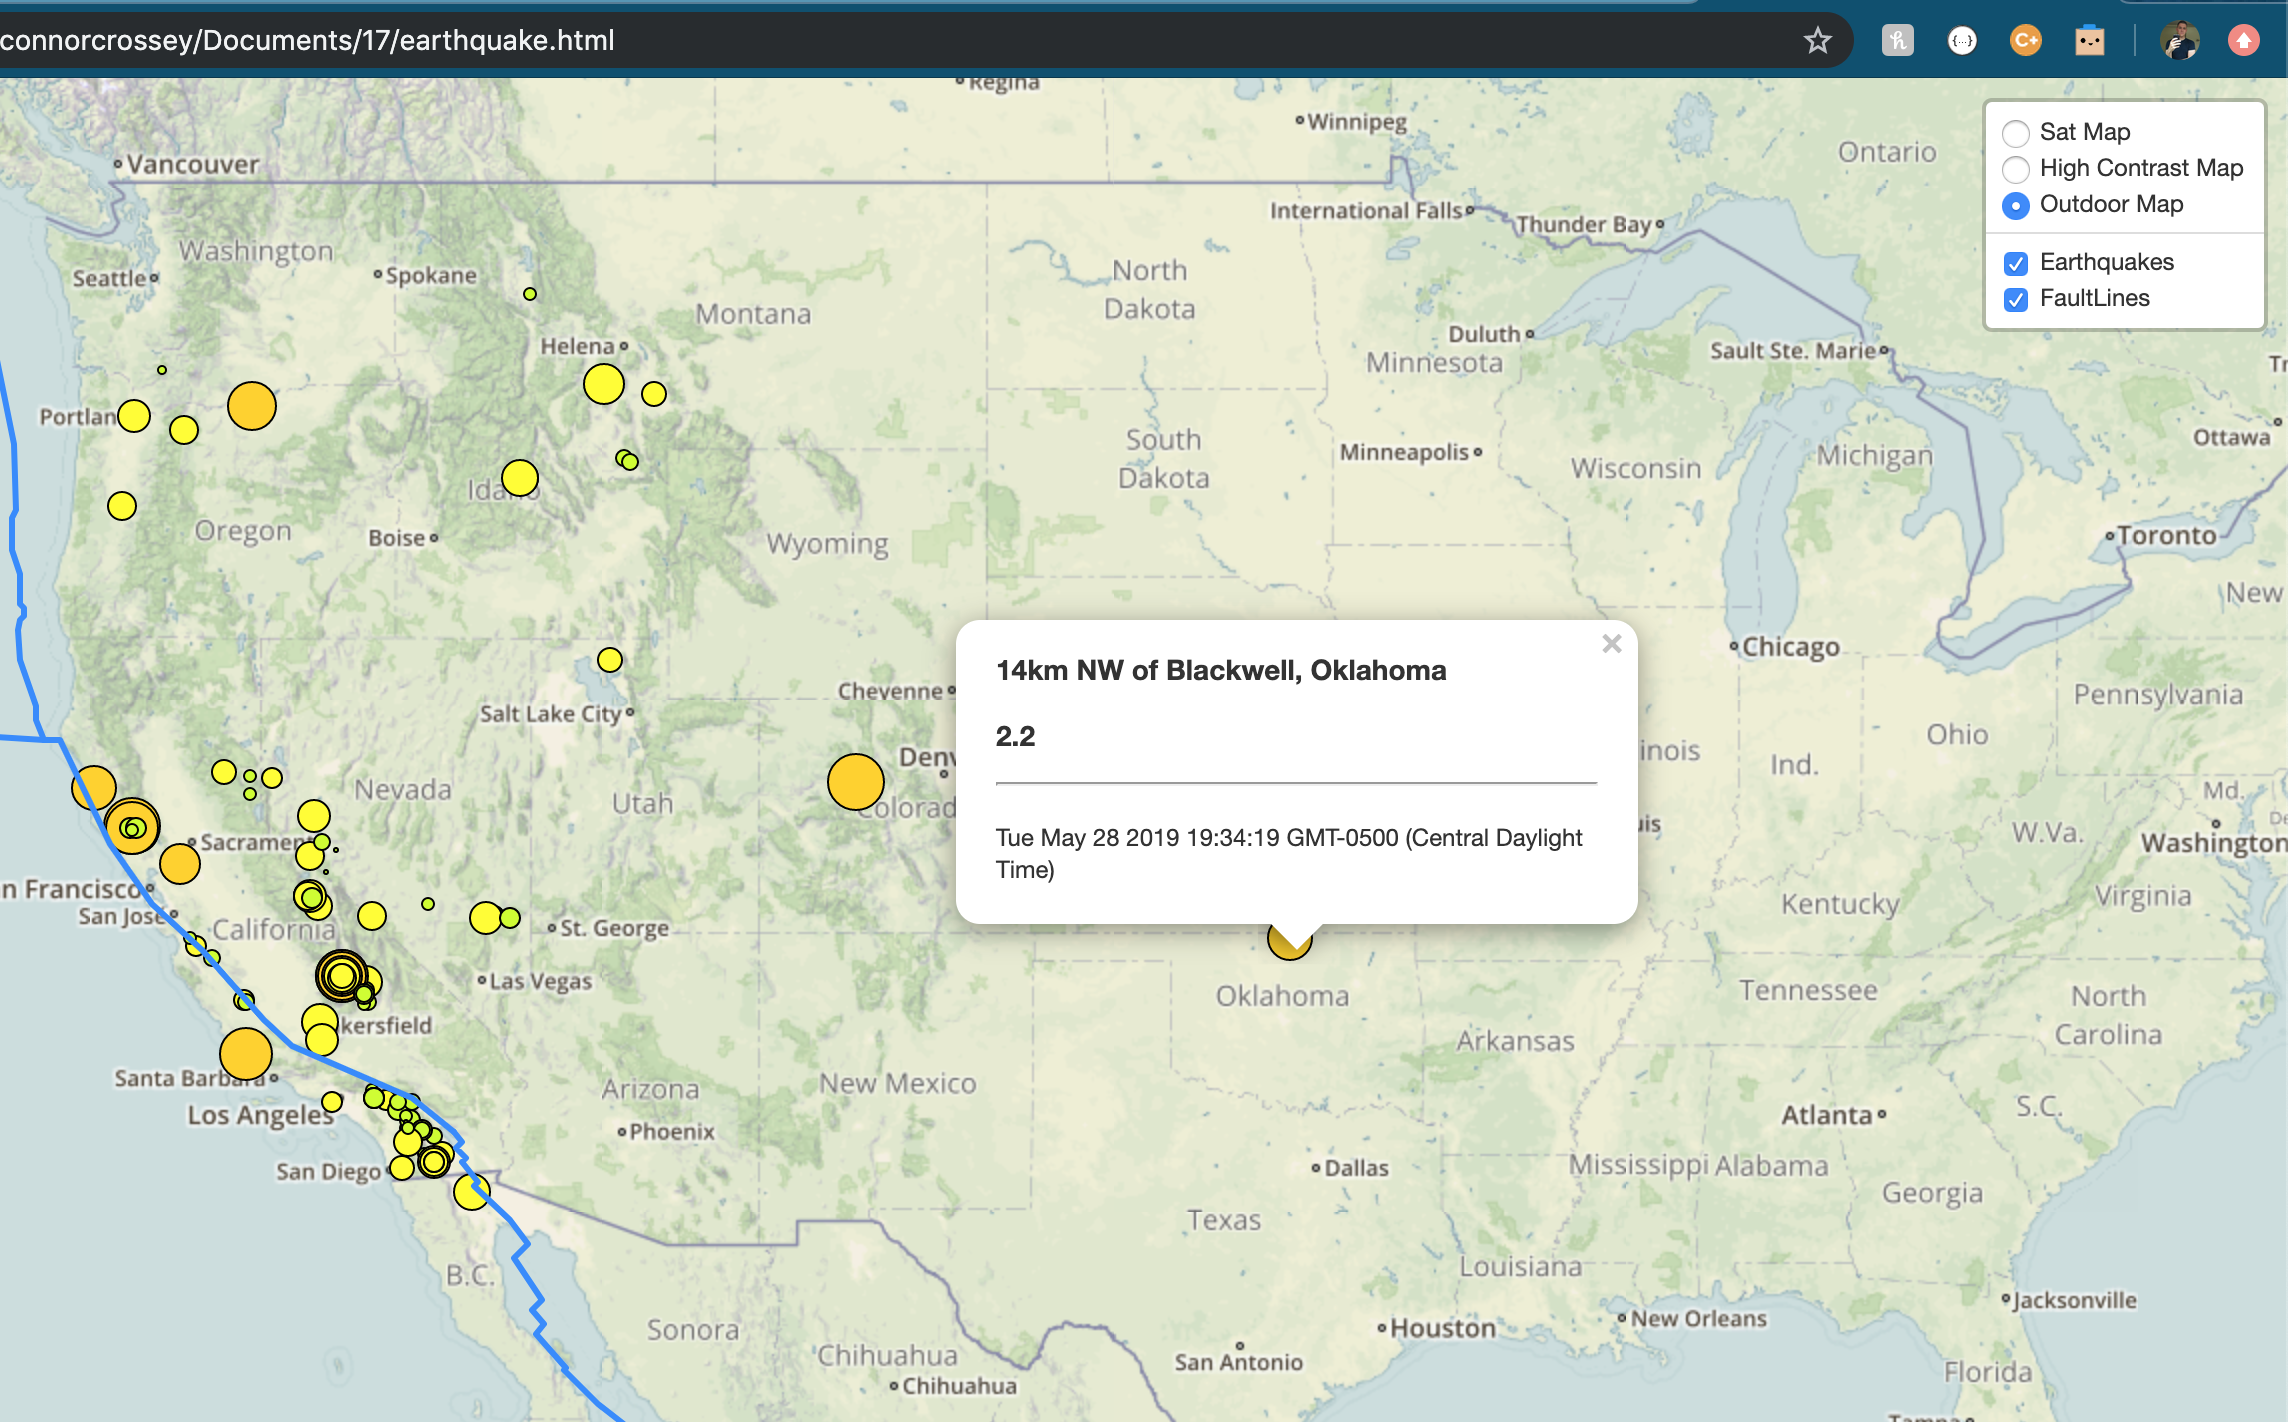 connorcrossey/Documents/17/earthquake.html
C+
Regina
Winnipeg
Vancouver
Ontario
Sat Map
High Contrast Map
Outdoor Map
Earthquakes
FaultLines
International Falls
Thunder Bay
Washington
Seattle
Spokane
North
Dakota
Montana
Duluth
Minnesota
Sault Ste. Marie
Helena
Portlan
South
Dakota
Minneapolis
Wisconsin
Michigan
Ottawa
Idaho
Oregon
Boise
Wyoming
Toronto
New
14km NW of Blackwell, Oklahoma
2.2
Tue May 28 2019 19:34:19 GMT-0500 (Central Daylight
Time)
Chicago
Cheyenne
Salt Lake City
Pennsylvania
Ohio
inois
Ind.
Denv
Nevada
Utah
Colorad
Md.
De
Sacramen
is
W.Va.
Washington
n Francisco
San Jose
California
St. George
Kentucky
Virginia
Las Vegas
Oklahoma
Tennessee
North
Carolina
kersfield
Arkansas
Santa Barbara
Los Angeles
Arizona
New Mexico
Phoenix
Atlanta
S.C.
San Diego
Dallas
Mississippi
Alabama
Georgia
Texas
B.C.
Louisiana
Jacksonville
Sonora
Houston
New Orleans
Chihuahua
San Antonio
Chihuahua
Florida
Tampa